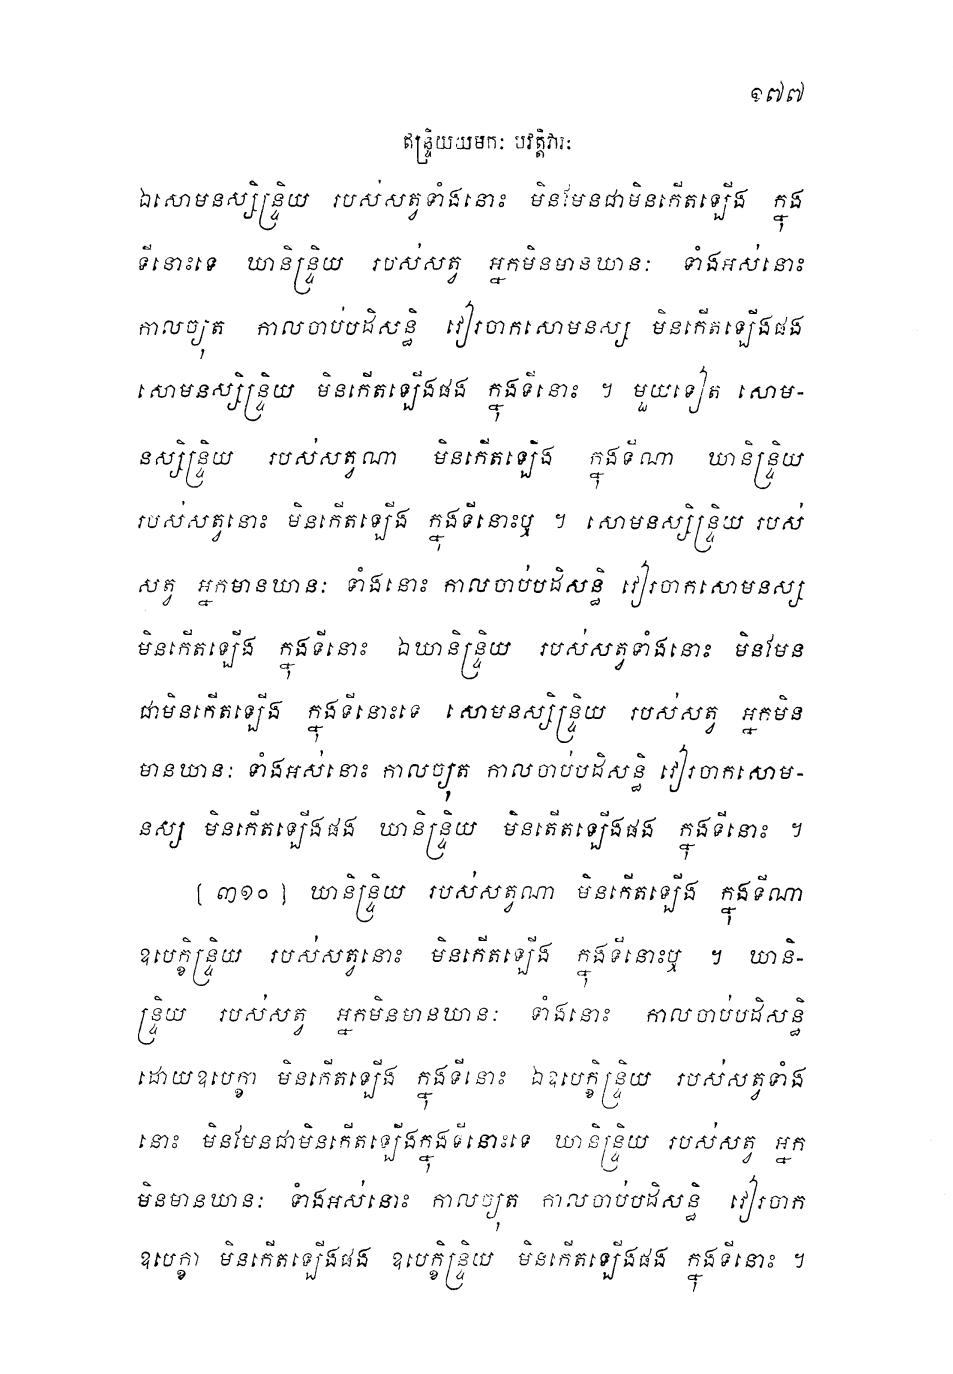 ១៧៧
ឥន្ទ្រិយយមកៈ បវត្តិវារៈ
ឯសោមនស្សិន្ទ្រិយ របស់សត្វទាំងនោះ មិនមែនជាមិនកើតឡើង ក្នុង
ទីនោះទេ ឃានិន្ទ្រិយ របស់សត្វ អ្នកមិនមានឃានៈ ទាំងអស់នោះ
កាលច្យុត កាលចាប់បដិសន្ធិ វៀរចាកសោមនស្ស មិនកើតឡើងផង
សោមនស្សិន្ទ្រិយ មិនកើតឡើងផង ក្នុងទីនោះ ។ មួយទៀត សោម-
នស្សិន្ទ្រិយ របស់សត្វណា មិនកើតឡើង ក្នុងទីណា ឃានិន្ទ្រិយ
របស់សត្វនោះ មិនកើតឡើង ក្នុងទីនោះឬ ។ សោមនស្សិន្ទ្រិយ របស់
សត្វ អ្នកមានឃានៈ ទាំងនោះ កាលចាប់បដិសន្ធិ វៀរចាកសោមនស្ស
មិនកើតឡើង ក្នុងទីនោះ ឯឃានិន្ទ្រិយ របស់សត្វទាំងនោះ មិនមែន
ជាមិនកើតឡើង ក្នុងទីនោះទេ សោមនស្សិន្ទ្រិយ របស់សត្វ អ្នកមិន
មានឃានៈ ទាំងអស់នោះ កាលច្យុត កាលចាប់បដិសន្ធិ វៀរចាកសោម-
នស្ស មិនកើតឡើងផង ឃានិន្ទ្រិយ មិនតើតឡើងផង ក្នុងទីនោះ ។
[ ៣១០ ] ឃានិន្ទ្រិយ របស់សត្វណា មិនកើតឡើង ក្នុងទីណា
ឧបេក្ខិន្ទ្រិយ របស់សត្វនោះ មិនកើតឡើង ក្នុងទីនោះឬ ។ ឃានិ-
ន្ទ្រិយ របស់សត្វ អ្នកមិនមានឃានៈ ទាំងនោះ កាលចាប់បដិសន្ធិ
ដោយឧបេក្ខា មិនកើតឡើង ក្នុងទីនោះ ឯឧបេក្ខិន្ទ្រិយ របស់សត្វទាំង
នោះ មិនមែនជាមិនកើតឡើងក្នុងទីនោះទេ ឃានិន្ទ្រិយ របស់សត្វ អ្នក
មិនមានឃានៈ ទាំងអស់នោះ កាលច្យុត កាលចាប់បដិសន្ធិ វៀរចាក
ឧបេក្ខា មិនកើតឡើងផង ឧបេក្ខិន្ទ្រិយ មិនកើតឡើងផង ក្នុងទីនោះ ។